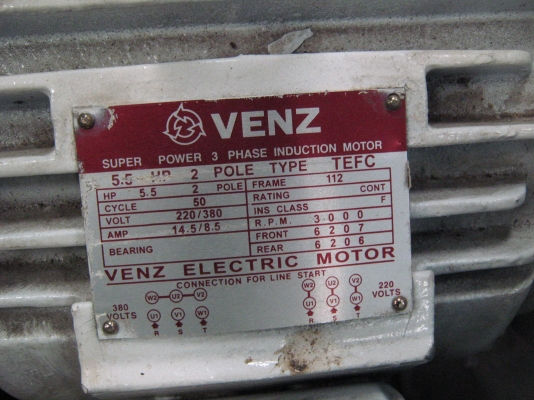 VENZ
SUPER POWER 3 PHASE INDUCTION MOTOR
5.5 HP 2 POLE TYPE TEFC
HP 5.5 2 POLE
CYCLE 50
VOLT 220/380
AMP 14.5/8.5
BEARING
FRAME 112
RATING CONT
INS CLASS F
R.P.M. 3000
FRONT 6207
REAR 6206
VENZ ELECTRIC MOTOR
CONNECTION FOR LINE START
380 VOLTS
W2 U2 V2
U1 V1 W1
R S T
W2 U2 V2
U1 V1 W1
R S T
220 VOLTS